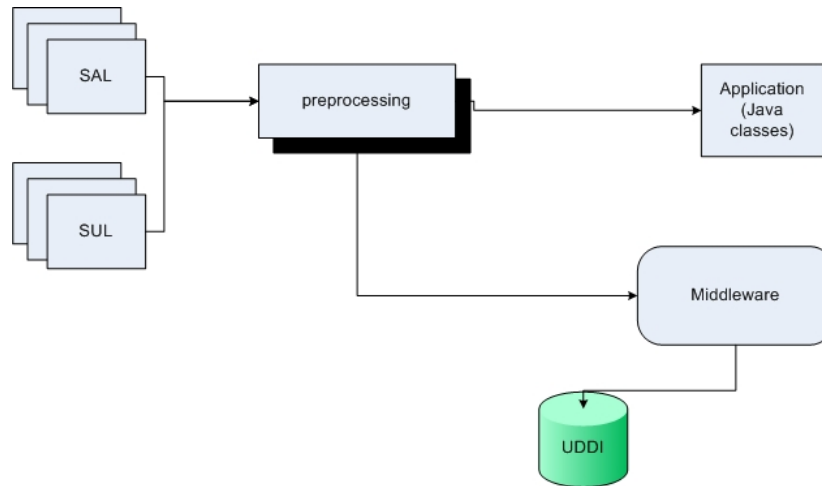 SAL
preprocessing
Application
(Java
classes)
SUL
Middleware
UDDI